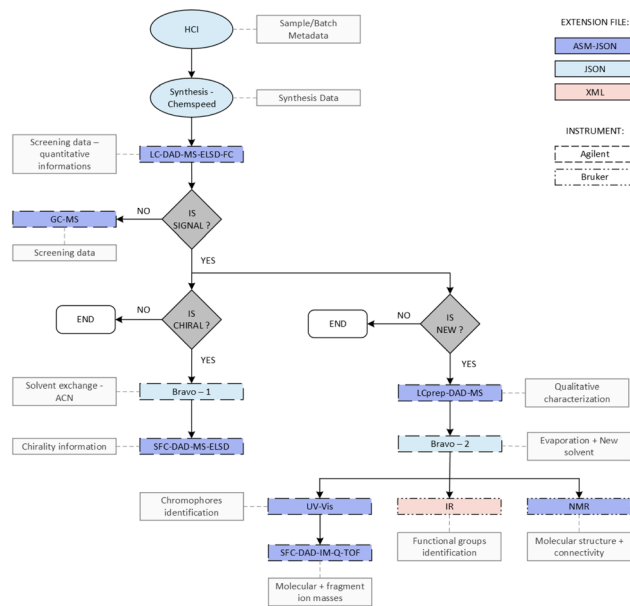 HCI
Sample/Batch
Metadata
EXTENSION FILE:
ASM-JSON
JSON
XML
INSTRUMENT:
Agilent
Bruker
Synthesis -
Chemspeed
Synthesis Data
Screening data –
quantitative
informations
LC-DAD-MS-ELSD-FC
IS
SIGNAL ?
NO
GC-MS
Screening data
YES
IS
CHIRAL ?
NO
END
YES
IS
NEW ?
NO
END
YES
Solvent exchange -
ACN
Bravo – 1
LCprep-DAD-MS
Qualitative
characterization
Chirality information
SFC-DAD-MS-ELSD
Bravo – 2
Evaporation + New
solvent
Chromophores
identification
UV-Vis
IR
NMR
Functional groups
identification
Molecular structure +
connectivity
SFC-DAD-IM-Q-TOF
Molecular + fragment
ion masses